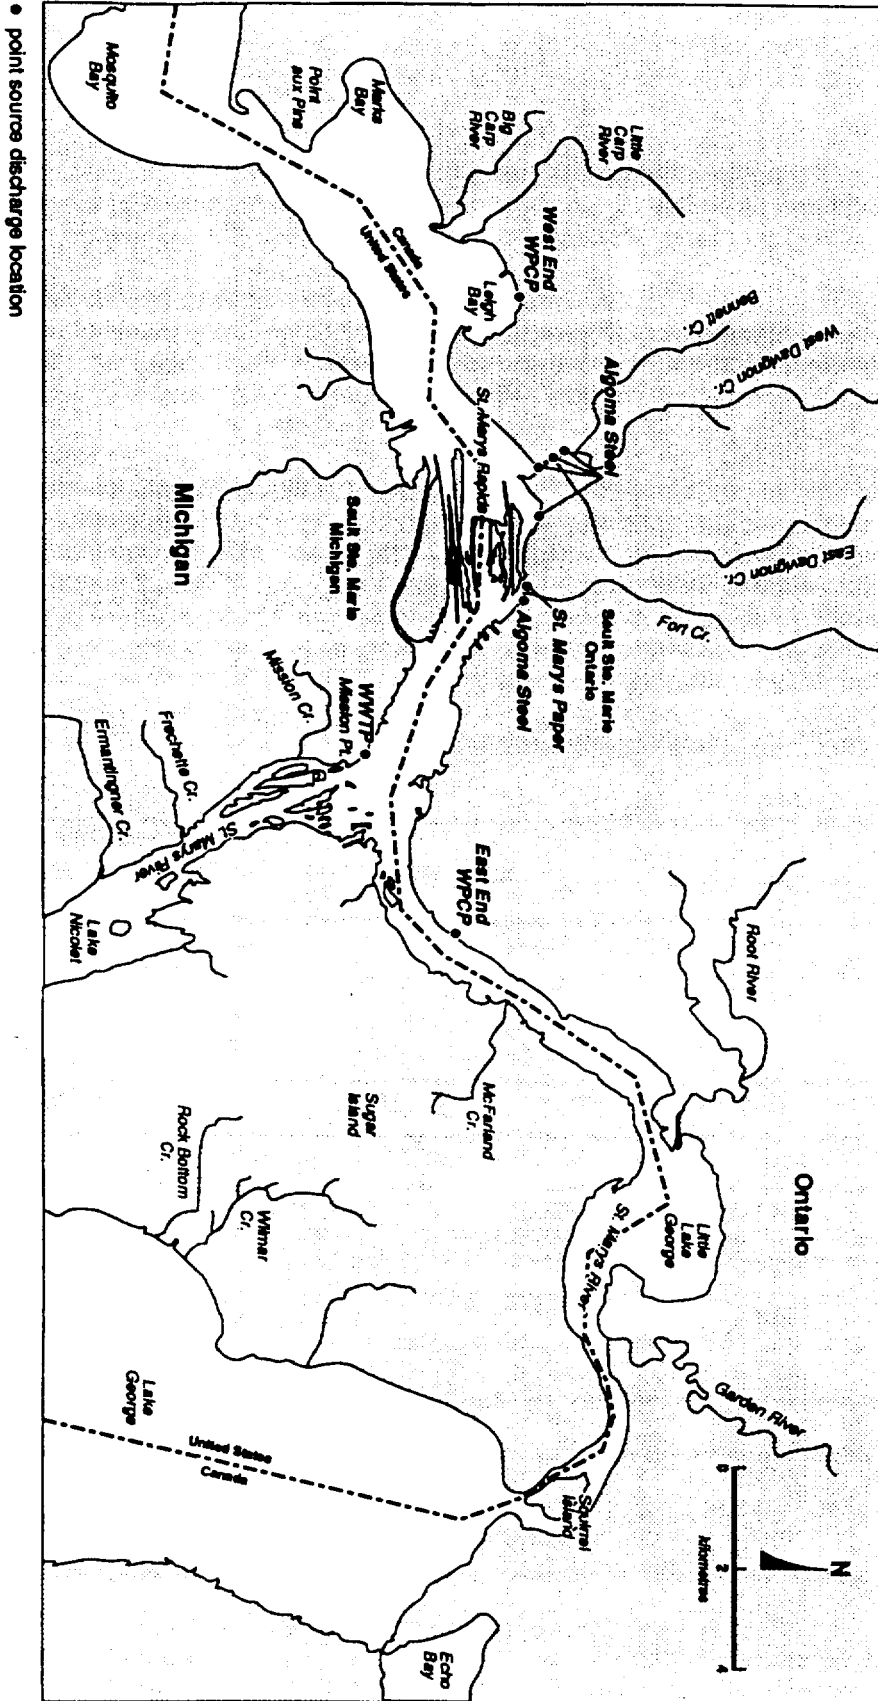 Mosquito
Bay
Point
aux Pins
Marks
Bay
Big
Carp
River
Little
Carp
River
West End
WPCP
Leigh
Bay
Canada
United States
Bennett Cr.
West Davignon Cr.
Algoma Steel
St. Marys Rapids
East Davignon Cr.
Fort Cr.
Sault Ste. Marie
Ontario
St. Marys Paper
Algoma Steel
Michigan
Sault Ste. Marie
Michigan
Mission Cr.
WWTP
Mission Pt.
Frechette Cr.
Ermantingner Cr.
St. Marys River
Lake
Nicolet
East End
WPCP
Root River
McFarland
Cr.
Sugar
Island
Rock Bottom
Cr.
Wilmar
Cr.
Ontario
Little
Lake
George
St. Marys River
Garden River
Lake
George
United States
Canada
Squirrel
Island
Echo
Bay
N
0 2 4
kilometres
• point source discharge location